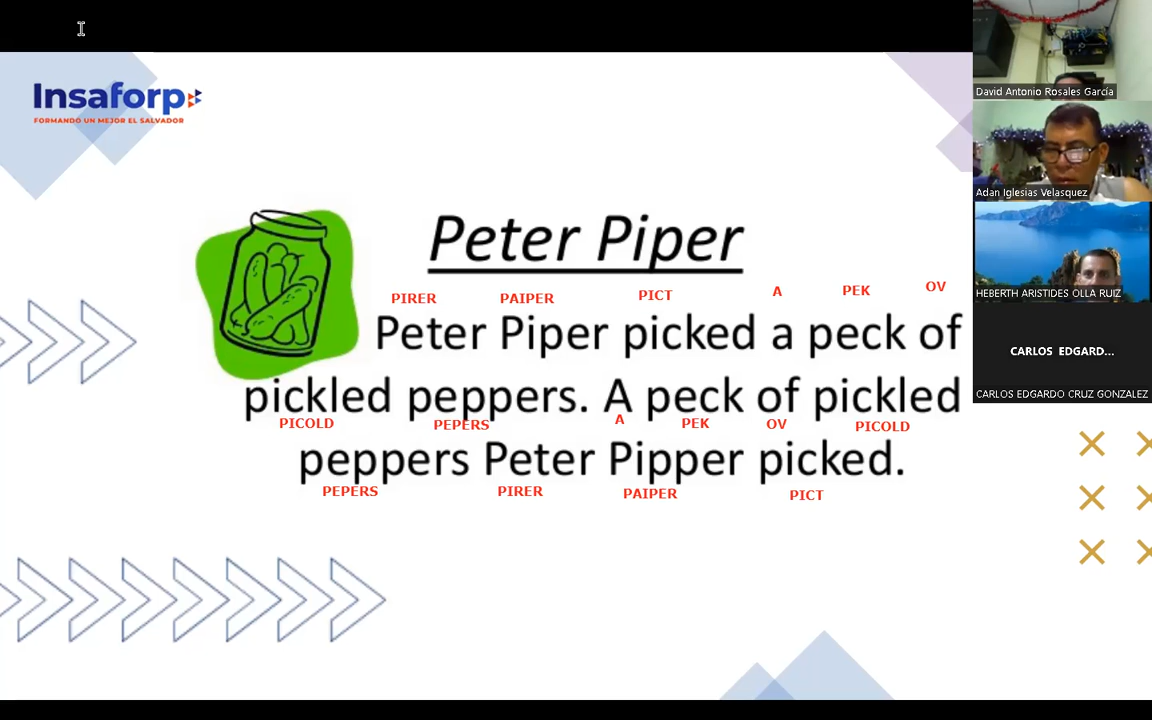 Insaforp
FORMANDO UN MEJOR EL SALVADOR
Peter Piper
PIRER PAIPER PICT A PEK OV
Peter Piper picked a peck of
pickled peppers. A peck of pickled
PICOLD PEPERS A PEK OV PICOLD
peppers Peter Pipper picked.
PEPERS PIRER PAIPER PICT
David Antonio Rosales García
Adan Iglesias Velasquez
HEBERTH ARISTIDES OLLA RUIZ
CARLOS EDGARD...
CARLOS EDGARDO CRUZ GONZALEZ